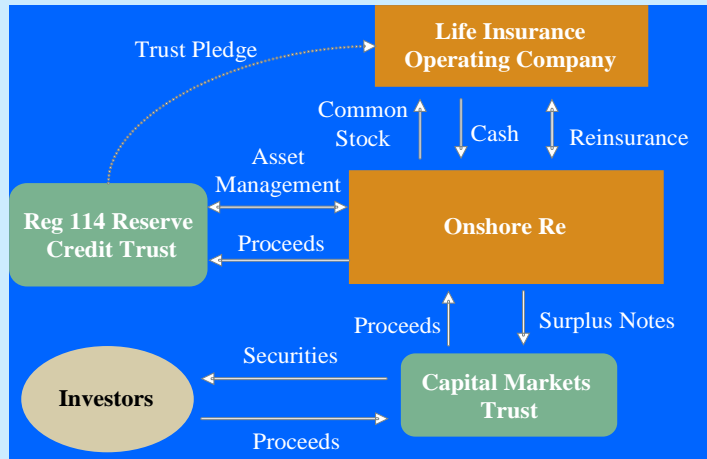 Life Insurance
Operating Company
Trust Pledge
Common
Stock
Cash
Reinsurance
Asset
Management
Reg 114 Reserve
Credit Trust
Onshore Re
Proceeds
Proceeds
Surplus Notes
Securities
Capital Markets
Trust
Investors
Proceeds